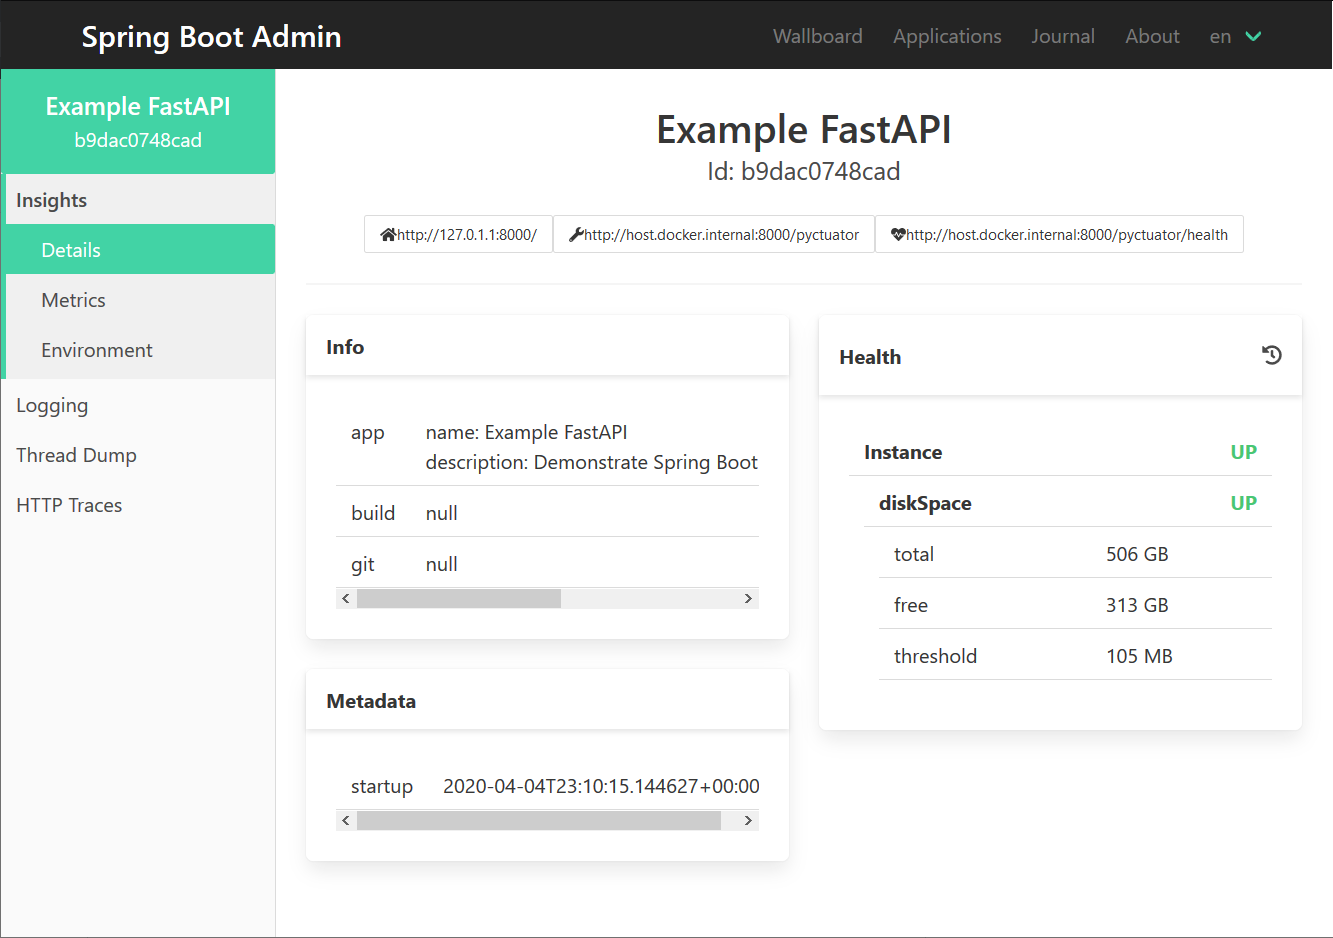 Spring Boot Admin
Wallboard Applications Journal About en
Example FastAPI
b9dac0748cad
Insights
Details
Metrics
Environment
Logging
Thread Dump
HTTP Traces
Example FastAPI
Id: b9dac0748cad
http://127.0.1.1:8000/ http://host.docker.internal:8000/pyctuator http://host.docker.internal:8000/pyctuator/health
Info
app name: Example FastAPI
description: Demonstrate Spring Boot
build null
git null
Metadata
startup 2020-04-04T23:10:15.144627+00:00
Health
Instance UP
diskSpace UP
total 506 GB
free 313 GB
threshold 105 MB